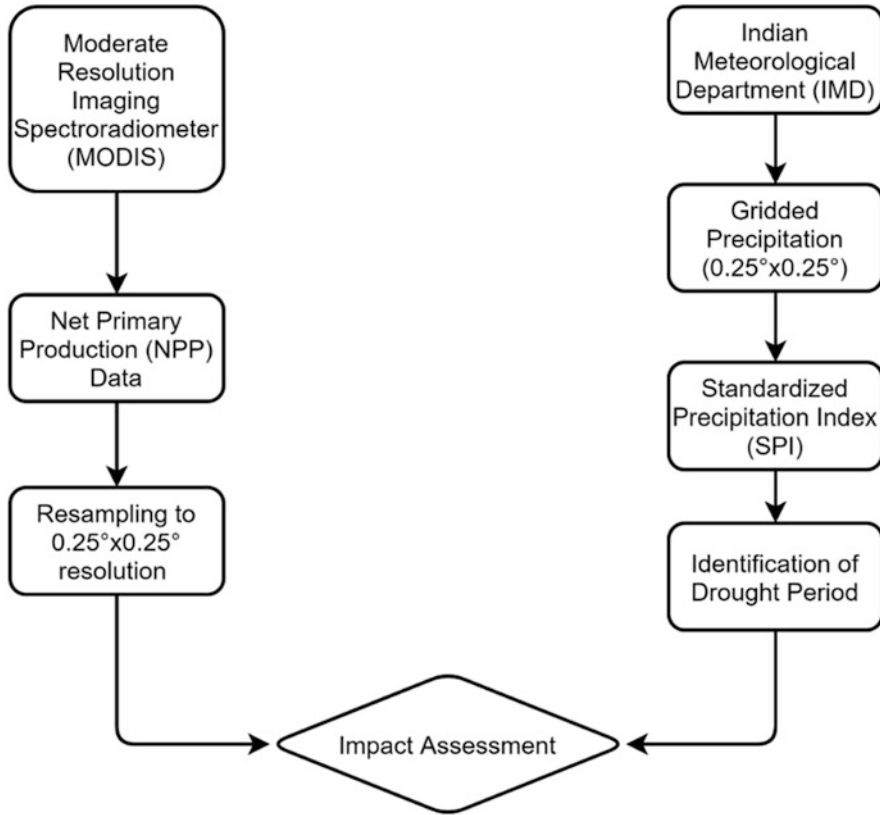 Moderate
Resolution
Imaging
Spectroradiometer
(MODIS)
Net Primary
Production (NPP)
Data
Resampling to
0.25°x0.25°
resolution
Indian
Meteorological
Department (IMD)
Gridded
Precipitation
(0.25°x0.25°)
Standardized
Precipitation Index
(SPI)
Identification of
Drought Period
Impact Assessment